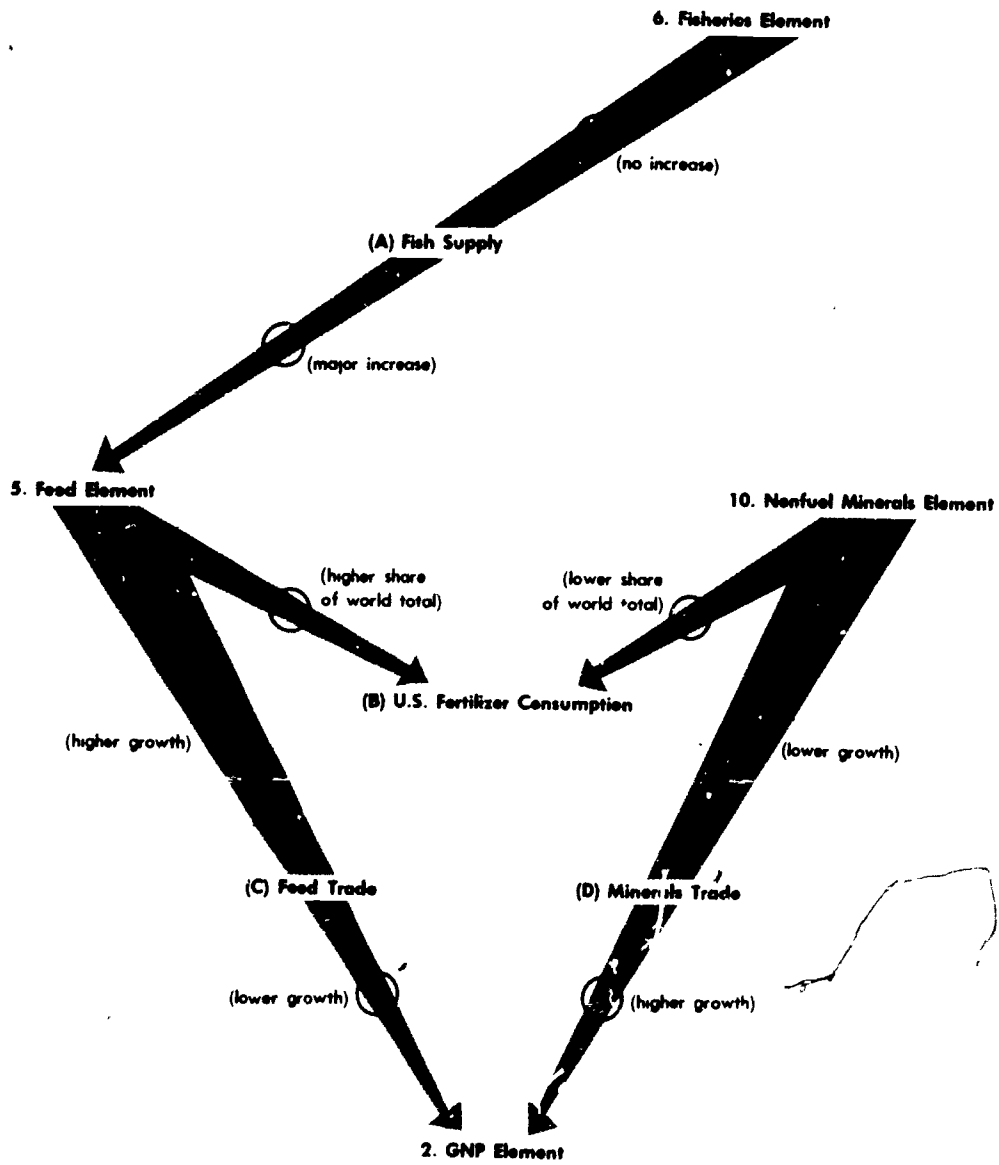 6. Fisheries Element
(no increase)
(A) Fish Supply
(major increase)
5. Food Element
10. Nonfuel Minerals Element
(higher share
of world total)
(lower share
of world total)
(B) U.S. Fertilizer Consumption
(higher growth)
(lower growth)
(C) Food Trade
(D) Minerals Trade
(lower growth)
(higher growth)
2. GNP Element